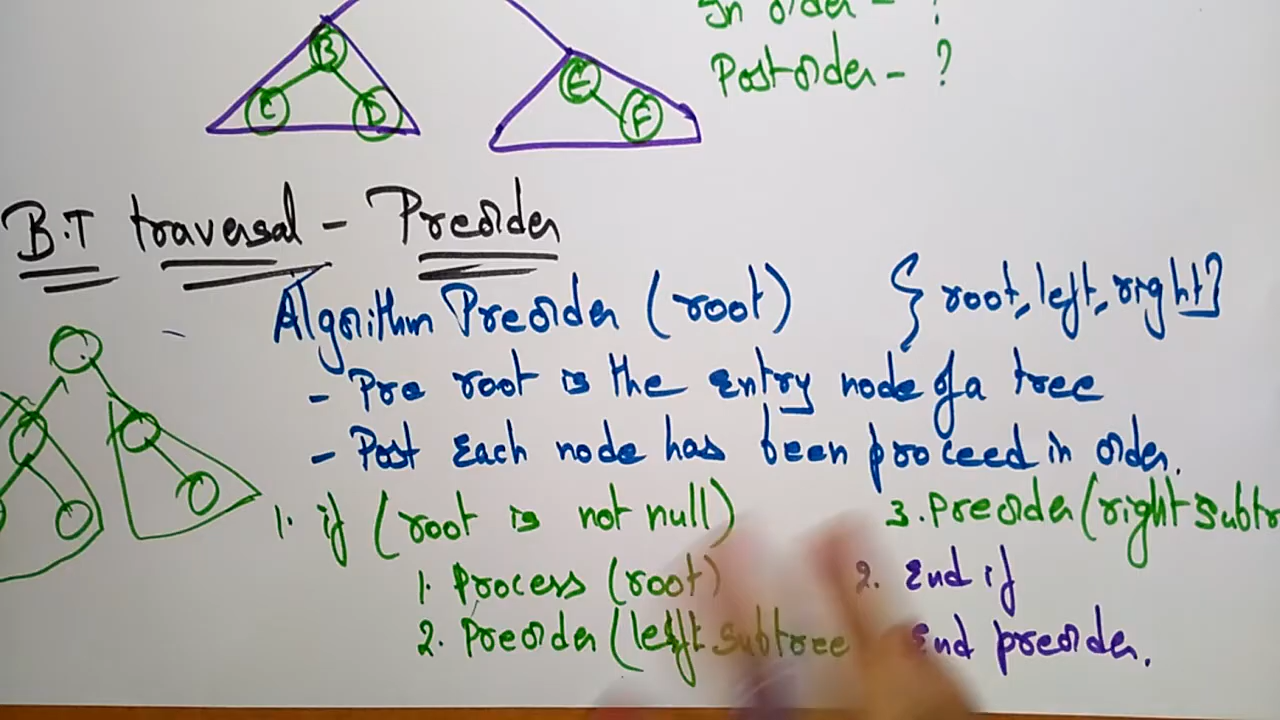 In order - ?
Postorder - ?
B
C D
E
F
B.T traversal - Preorder
Algorithm Preorder (root) { root, left, right }
- Pre root is the entry node of a tree
- Post Each node has been proceed in order.
1. if (root is not null)
1. Process (root)
2. Preorder (left subtree
3. Preorder (right subtr
2. End if
End preorder.